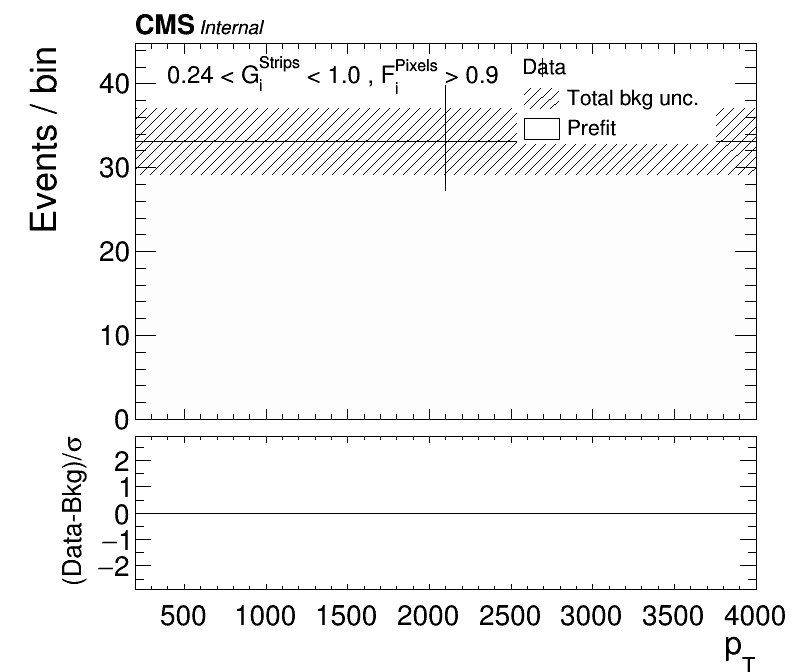 CMS Internal
0.24 < G_i^Strips < 1.0 , F_i^Pixels > 0.9
Data
Total bkg unc.
Prefit
Events / bin
40
30
20
10
0
(Data-Bkg)/σ
2
1
0
−1
−2
500 1000 1500 2000 2500 3000 3500 4000
p_T